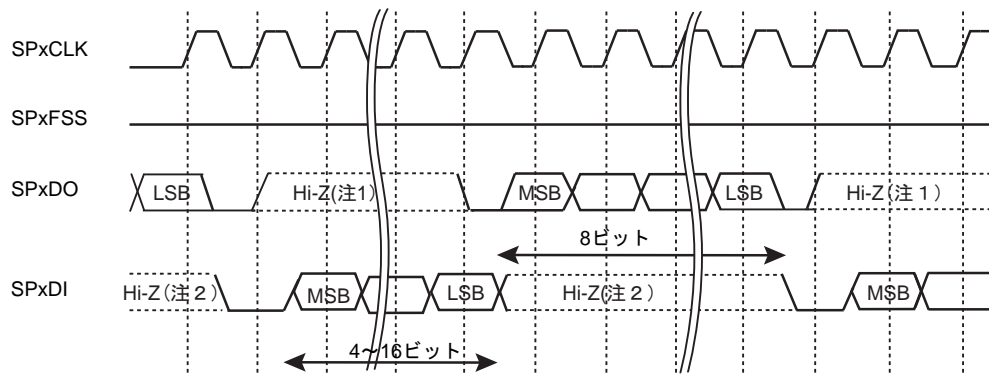 SPxCLK
SPxFSS
SPxDO
LSB
Hi-Z(注1)
MSB
LSB
Hi-Z(注１)
8ビット
SPxDI
Hi-Z(注２)
MSB
LSB
Hi-Z(注２)
MSB
4～16ビット